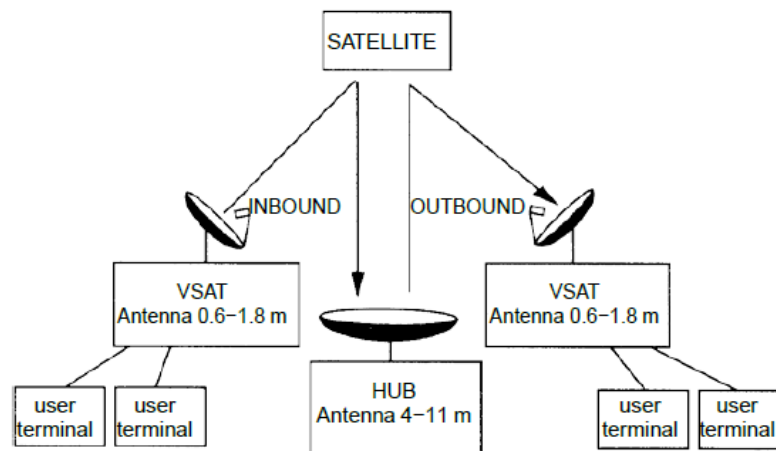 SATELLITE
INBOUND
OUTBOUND
VSAT
Antenna 0.6−1.8 m
VSAT
Antenna 0.6−1.8 m
HUB
Antenna 4−11 m
user
terminal
user
terminal
user
terminal
user
terminal